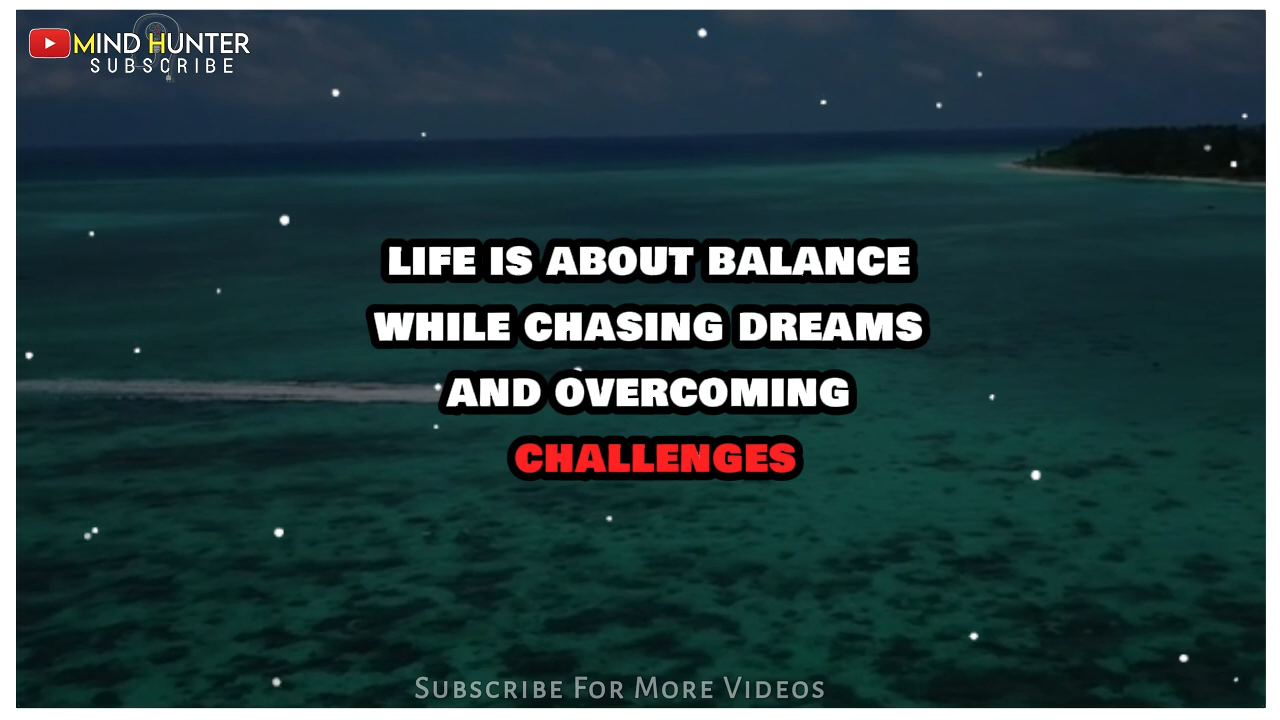 MIND HUNTER
SUBSCRIBE
LIFE IS ABOUT BALANCE
WHILE CHASING DREAMS
AND OVERCOMING
CHALLENGES
SUBSCRIBE FOR MORE VIDEOS